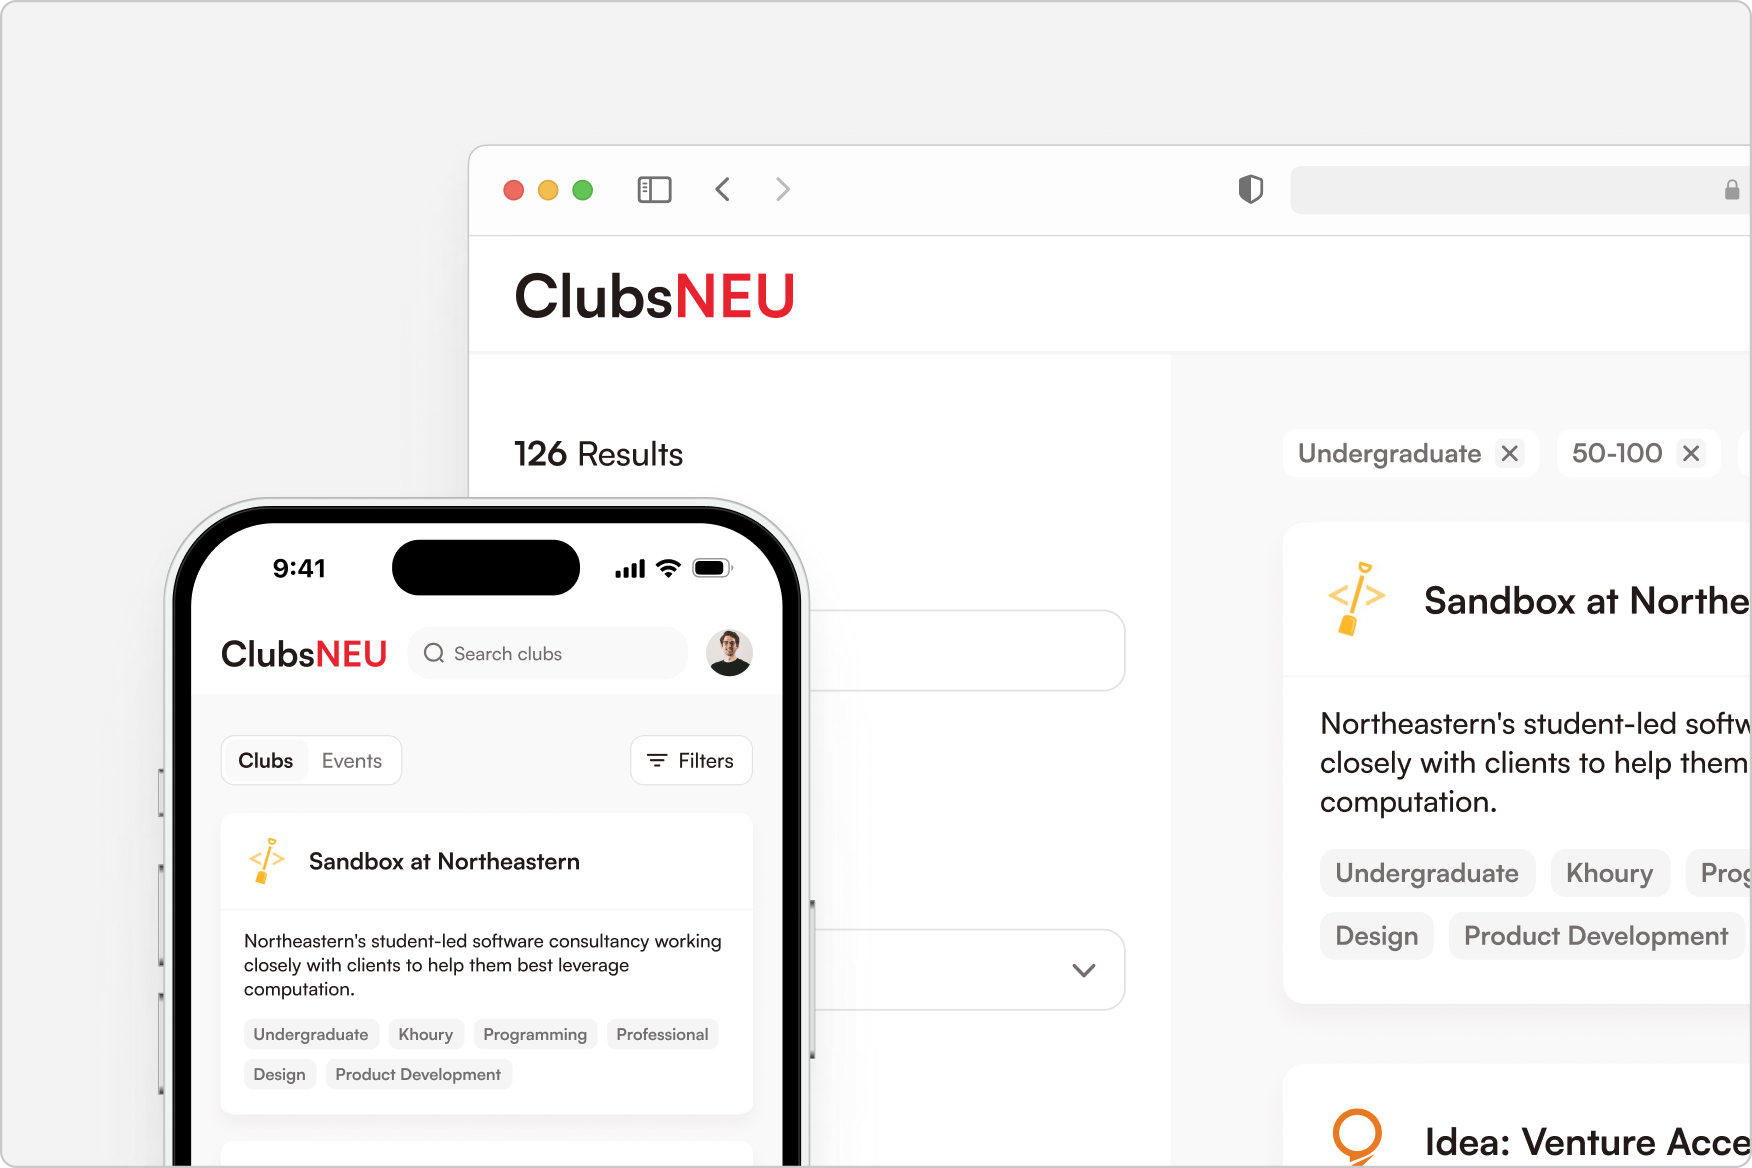 ClubsNEU
126 Results
Undergraduate
50-100
Sandbox at Northe
Northeastern's student-led softw
closely with clients to help them
computation.
Undergraduate Khoury Prog
Design Product Development
Idea: Venture Acce
9:41
ClubsNEU Search clubs
Clubs Events Filters
Sandbox at Northeastern
Northeastern's student-led software consultancy working
closely with clients to help them best leverage
computation.
Undergraduate Khoury Programming Professional
Design Product Development